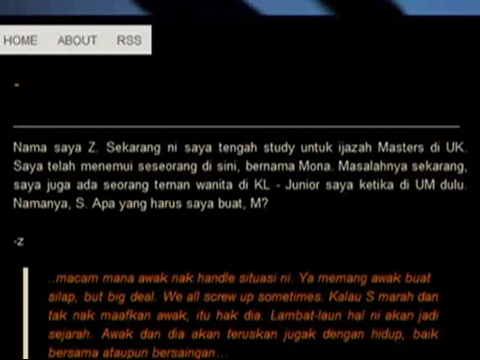 HOME ABOUT RSS
Nama saya Z. Sekarang ni saya tengah study untuk ijazah Masters di UK.
Saya telah menemui seseorang di sini, bernama Mona. Masalahnya sekarang,
saya juga ada seorang teman wanita di KL - Junior saya ketika di UM dulu.
Namanya, S. Apa yang harus saya buat, M?
-z
..macam mana awak nak handle situasi ni. Ya memang awak buat
silap, but big deal. We all screw up sometimes. Kalau S marah dan
tak nak maafkan awak, itu hak dia. Lambat-laun hal ni akan jadi
sejarah. Awak dan dia akan teruskan jugak dengan hidup, baik
bersama ataupun bersaingan...